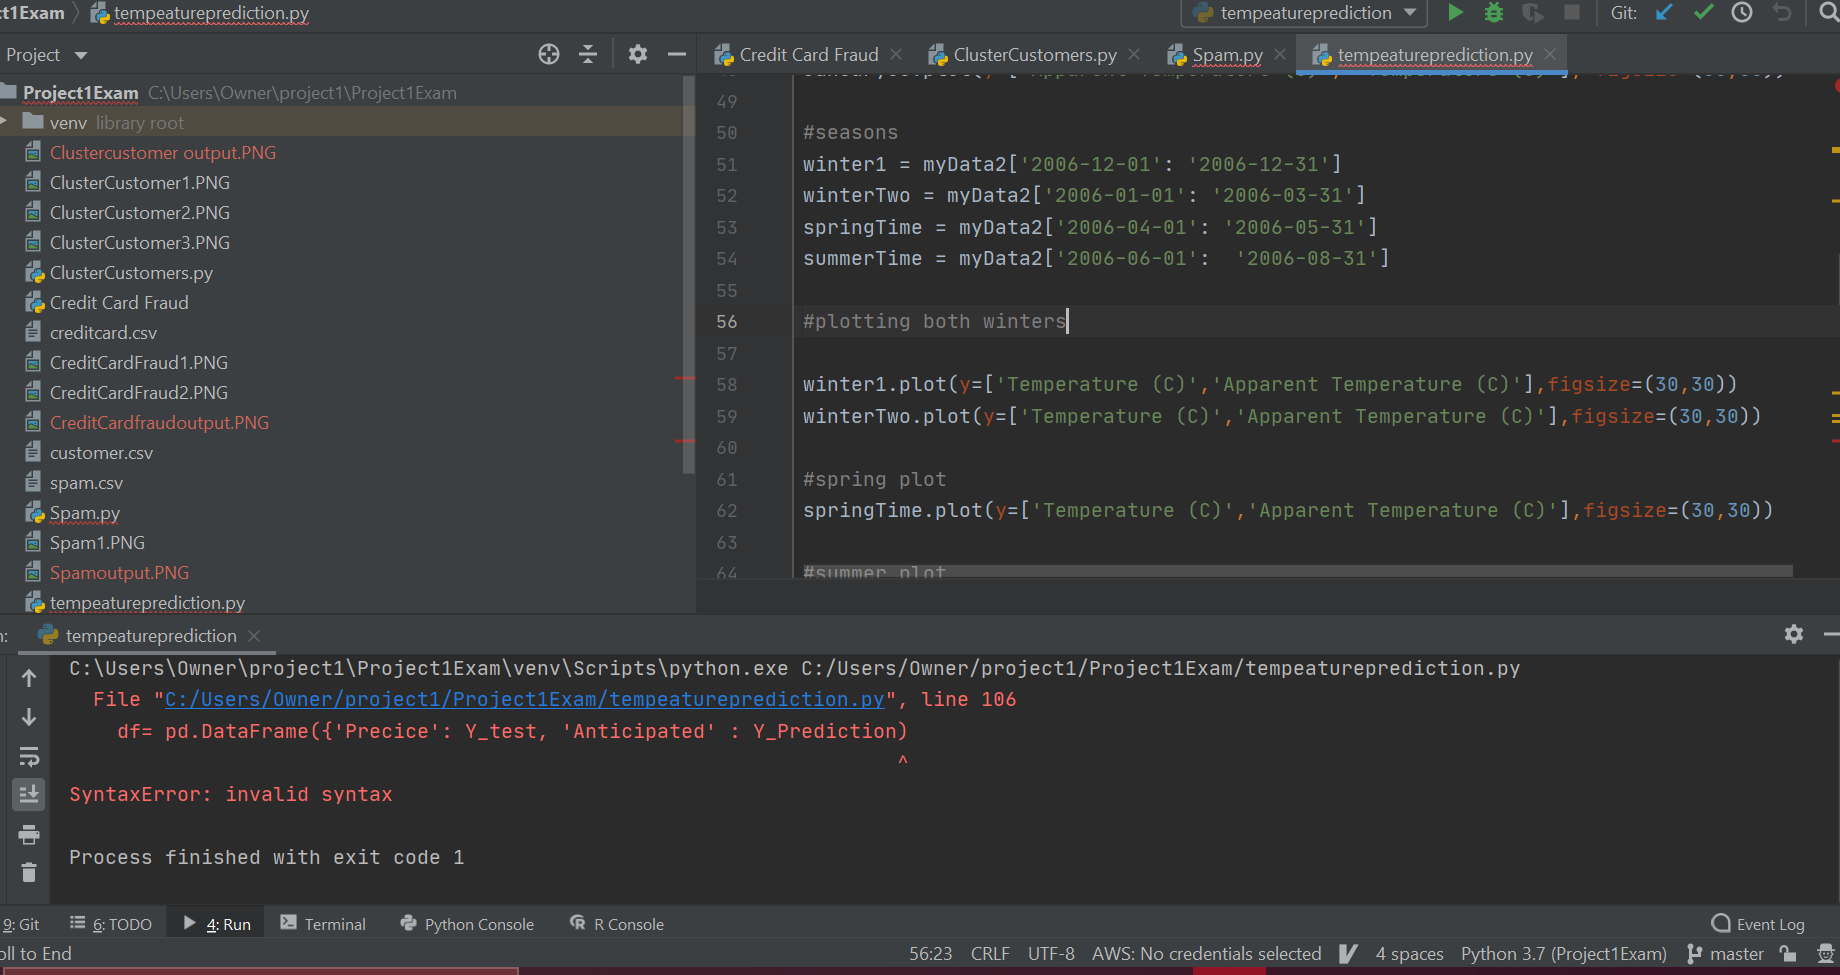 ct1Exam tempeatureprediction.py tempeatureprediction Git:
Project
Credit Card Fraud ClusterCustomers.py Spam.py tempeatureprediction.py
Project1Exam C:\Users\Owner\project1\Project1Exam
venv library root
Clustercustomer output.PNG
ClusterCustomer1.PNG
ClusterCustomer2.PNG
ClusterCustomer3.PNG
ClusterCustomers.py
Credit Card Fraud
creditcard.csv
CreditCardFraud1.PNG
CreditCardFraud2.PNG
CreditCardfraudoutput.PNG
customer.csv
spam.csv
Spam.py
Spam1.PNG
Spamoutput.PNG
tempeatureprediction.py
49
50 #seasons
51 winter1 = myData2['2006-12-01': '2006-12-31']
52 winterTwo = myData2['2006-01-01': '2006-03-31']
53 springTime = myData2['2006-04-01': '2006-05-31']
54 summerTime = myData2['2006-06-01':  '2006-08-31']
55
56 #plotting both winters
57
58 winter1.plot(y=['Temperature (C)','Apparent Temperature (C)'],figsize=(30,30))
59 winterTwo.plot(y=['Temperature (C)','Apparent Temperature (C)'],figsize=(30,30))
60
61 #spring plot
62 springTime.plot(y=['Temperature (C)','Apparent Temperature (C)'],figsize=(30,30))
63
64 #summer plot
n: tempeatureprediction
C:\Users\Owner\project1\Project1Exam\venv\Scripts\python.exe C:/Users/Owner/project1/Project1Exam/tempeatureprediction.py
File "C:/Users/Owner/project1/Project1Exam/tempeatureprediction.py", line 106
df= pd.DataFrame({'Precice': Y_test, 'Anticipated' : Y_Prediction)
^
SyntaxError: invalid syntax
Process finished with exit code 1
9: Git 6: TODO 4: Run Terminal Python Console R Console Event Log
oll to End 56:23 CRLF UTF-8 AWS: No credentials selected 4 spaces Python 3.7 (Project1Exam) master